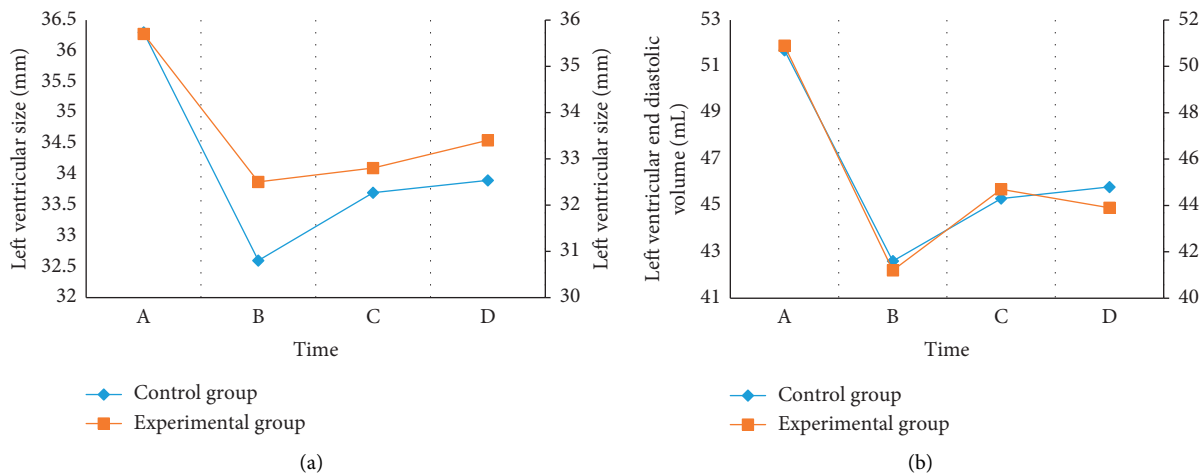 36.5
36
35.5
35
34.5
34
33.5
33
32.5
32
Left ventricular size (mm)
36
35
34
33
32
31
30
Left ventricular size (mm)
A B C D
Time
Control group
Experimental group
(a)
53
51
49
47
45
43
41
Left ventricular end diastolic
volume (mL)
52
50
48
46
44
42
40
A B C D
Time
Control group
Experimental group
(b)